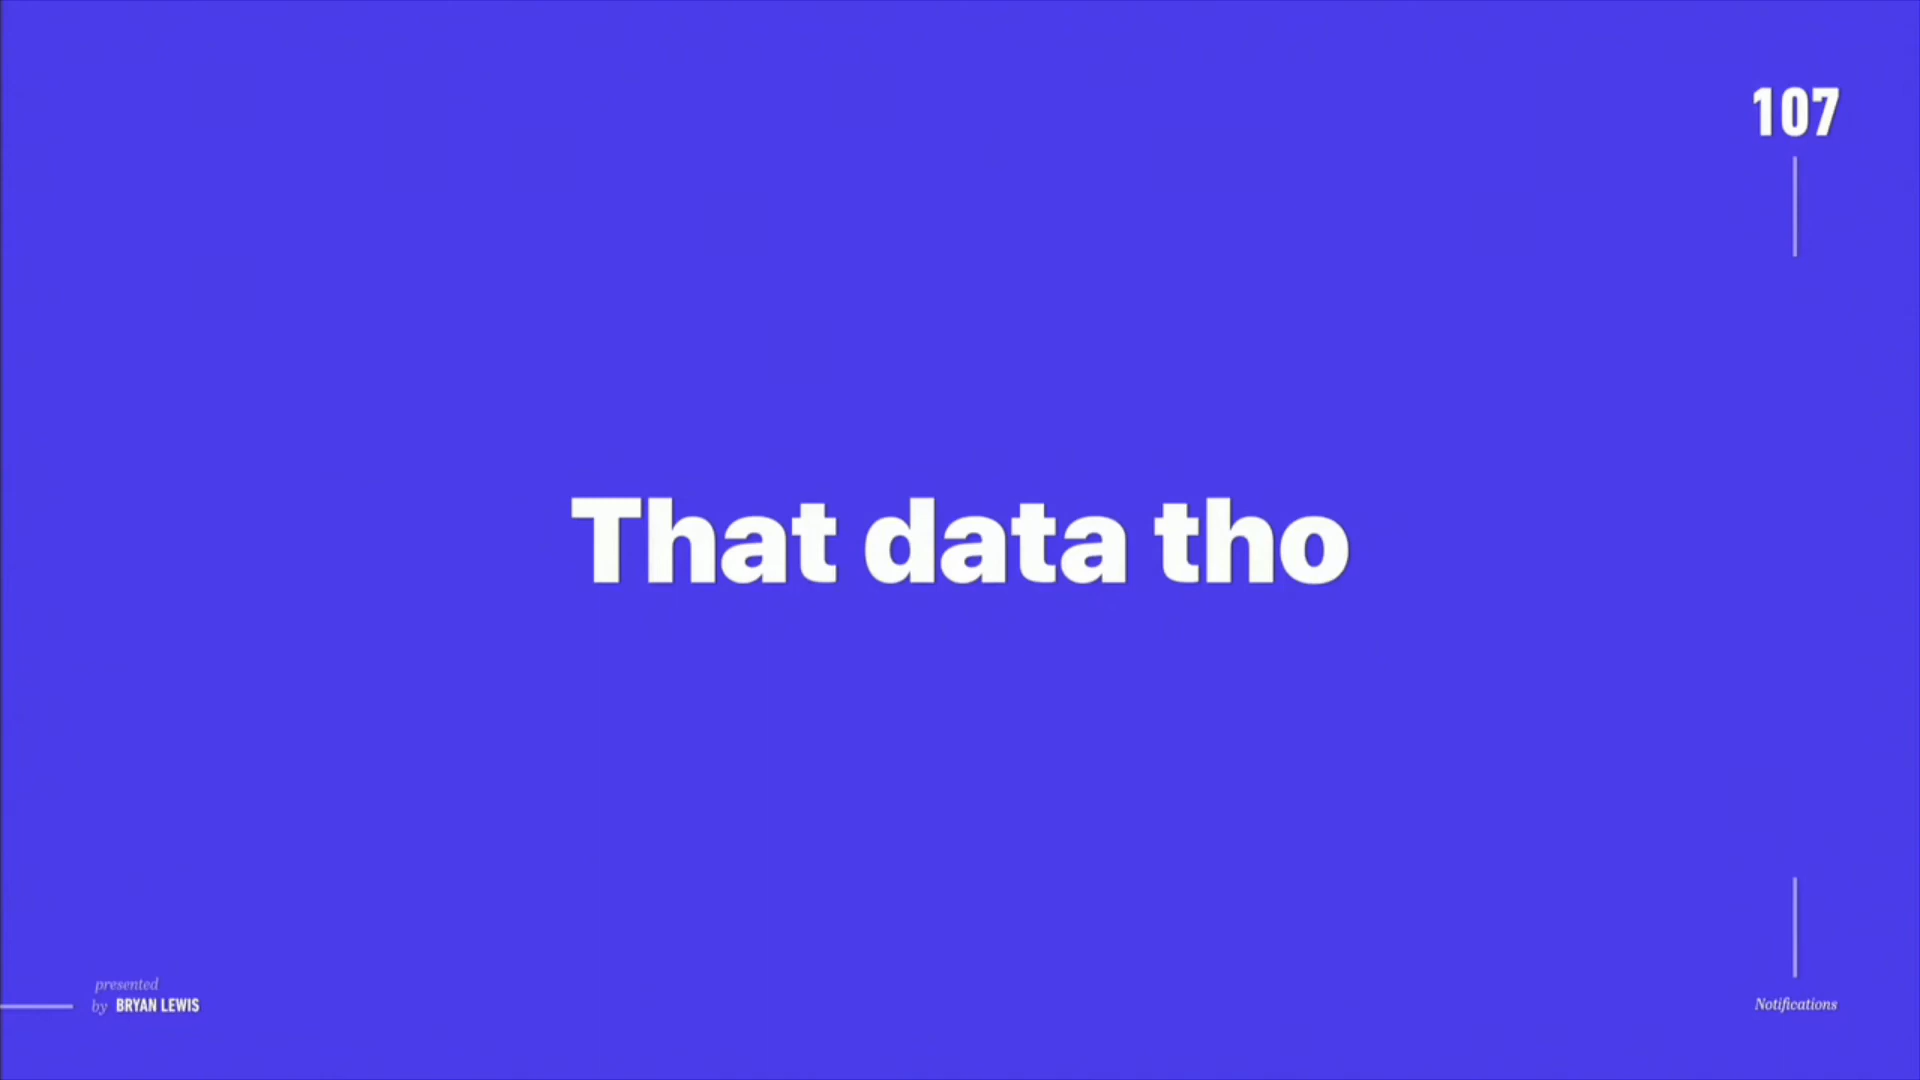 107
That data tho
presented
by BRYAN LEWIS
Notifications